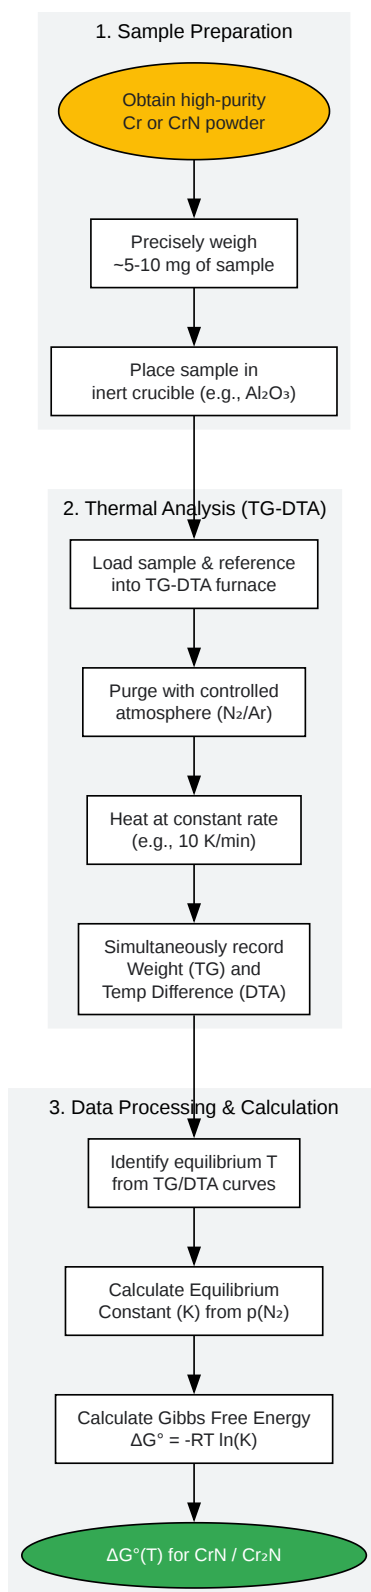 1. Sample Preparation
Obtain high-purity
Cr or CrN powder
Precisely weigh
~5-10 mg of sample
Place sample in
inert crucible (e.g., Al₂O₃)
2. Thermal Analysis (TG-DTA)
Load sample & reference
into TG-DTA furnace
Purge with controlled
atmosphere (N₂/Ar)
Heat at constant rate
(e.g., 10 K/min)
Simultaneously record
Weight (TG) and
Temp Difference (DTA)
3. Data Processing & Calculation
Identify equilibrium T
from TG/DTA curves
Calculate Equilibrium
Constant (K) from p(N₂)
Calculate Gibbs Free Energy
ΔG° = -RT ln(K)
ΔG°(T) for CrN / Cr₂N